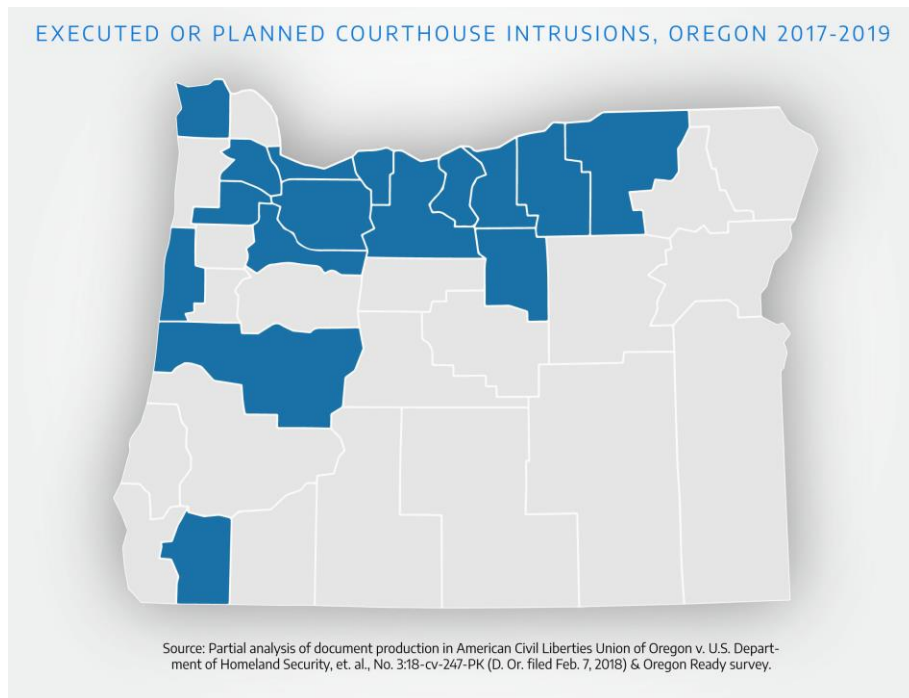 EXECUTED OR PLANNED COURTHOUSE INTRUSIONS, OREGON 2017-2019
Source: Partial analysis of document production in American Civil Liberties Union of Oregon v. U.S. Depart-
ment of Homeland Security, et. al., No. 3:18-cv-247-PK (D. Or. filed Feb. 7, 2018) & Oregon Ready survey.